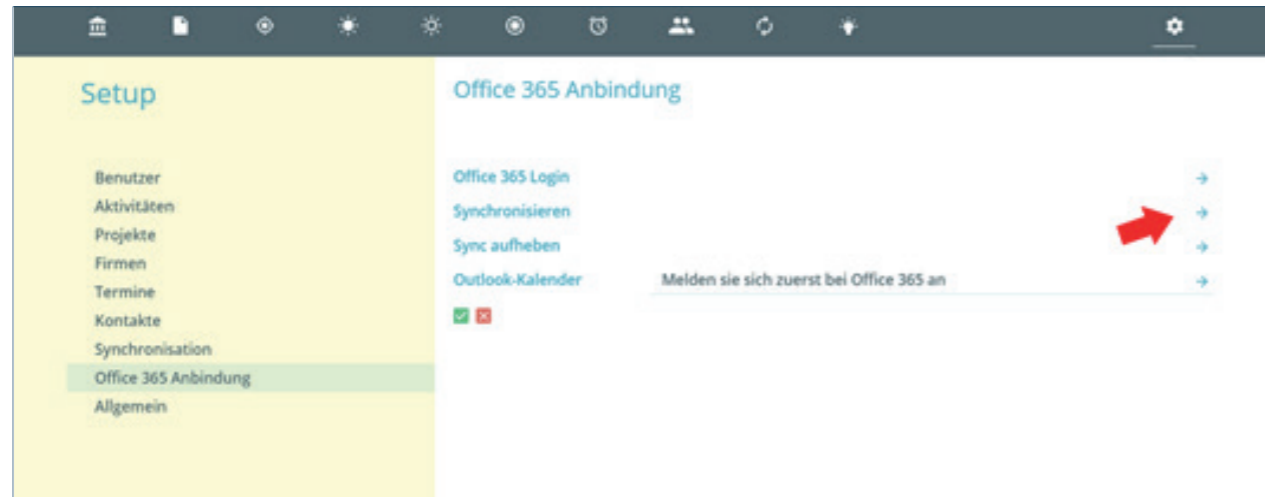 Setup
Benutzer
Aktivitäten
Projekte
Firmen
Termine
Kontakte
Synchronisation
Office 365 Anbindung
Allgemein
Office 365 Anbindung
Office 365 Login
Synchronisieren
Sync aufheben
Outlook-Kalender Melden sie sich zuerst bei Office 365 an